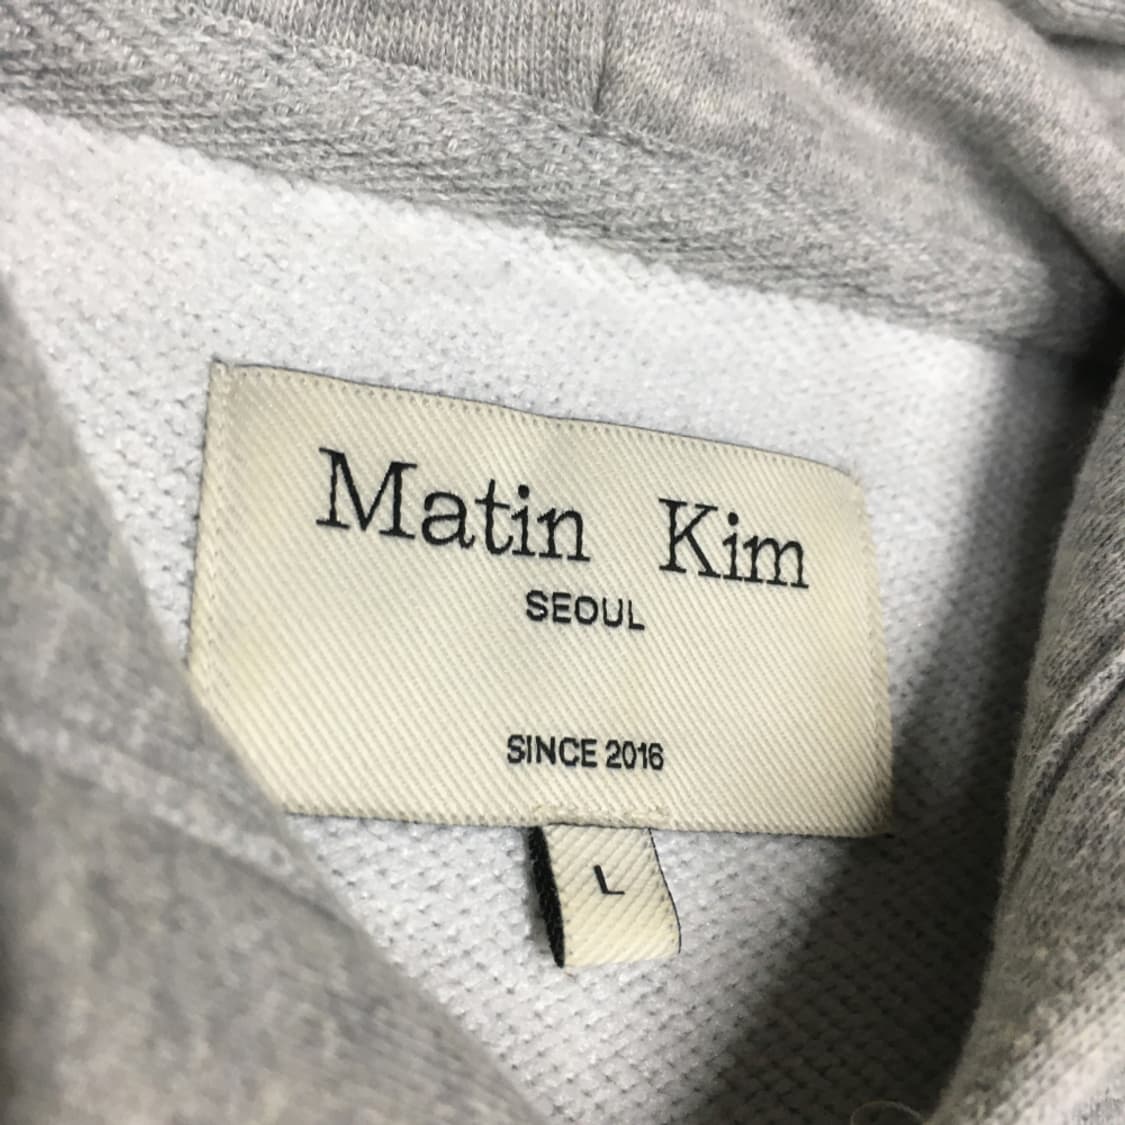 Matin Kim
SEOUL
SINCE 2016
L